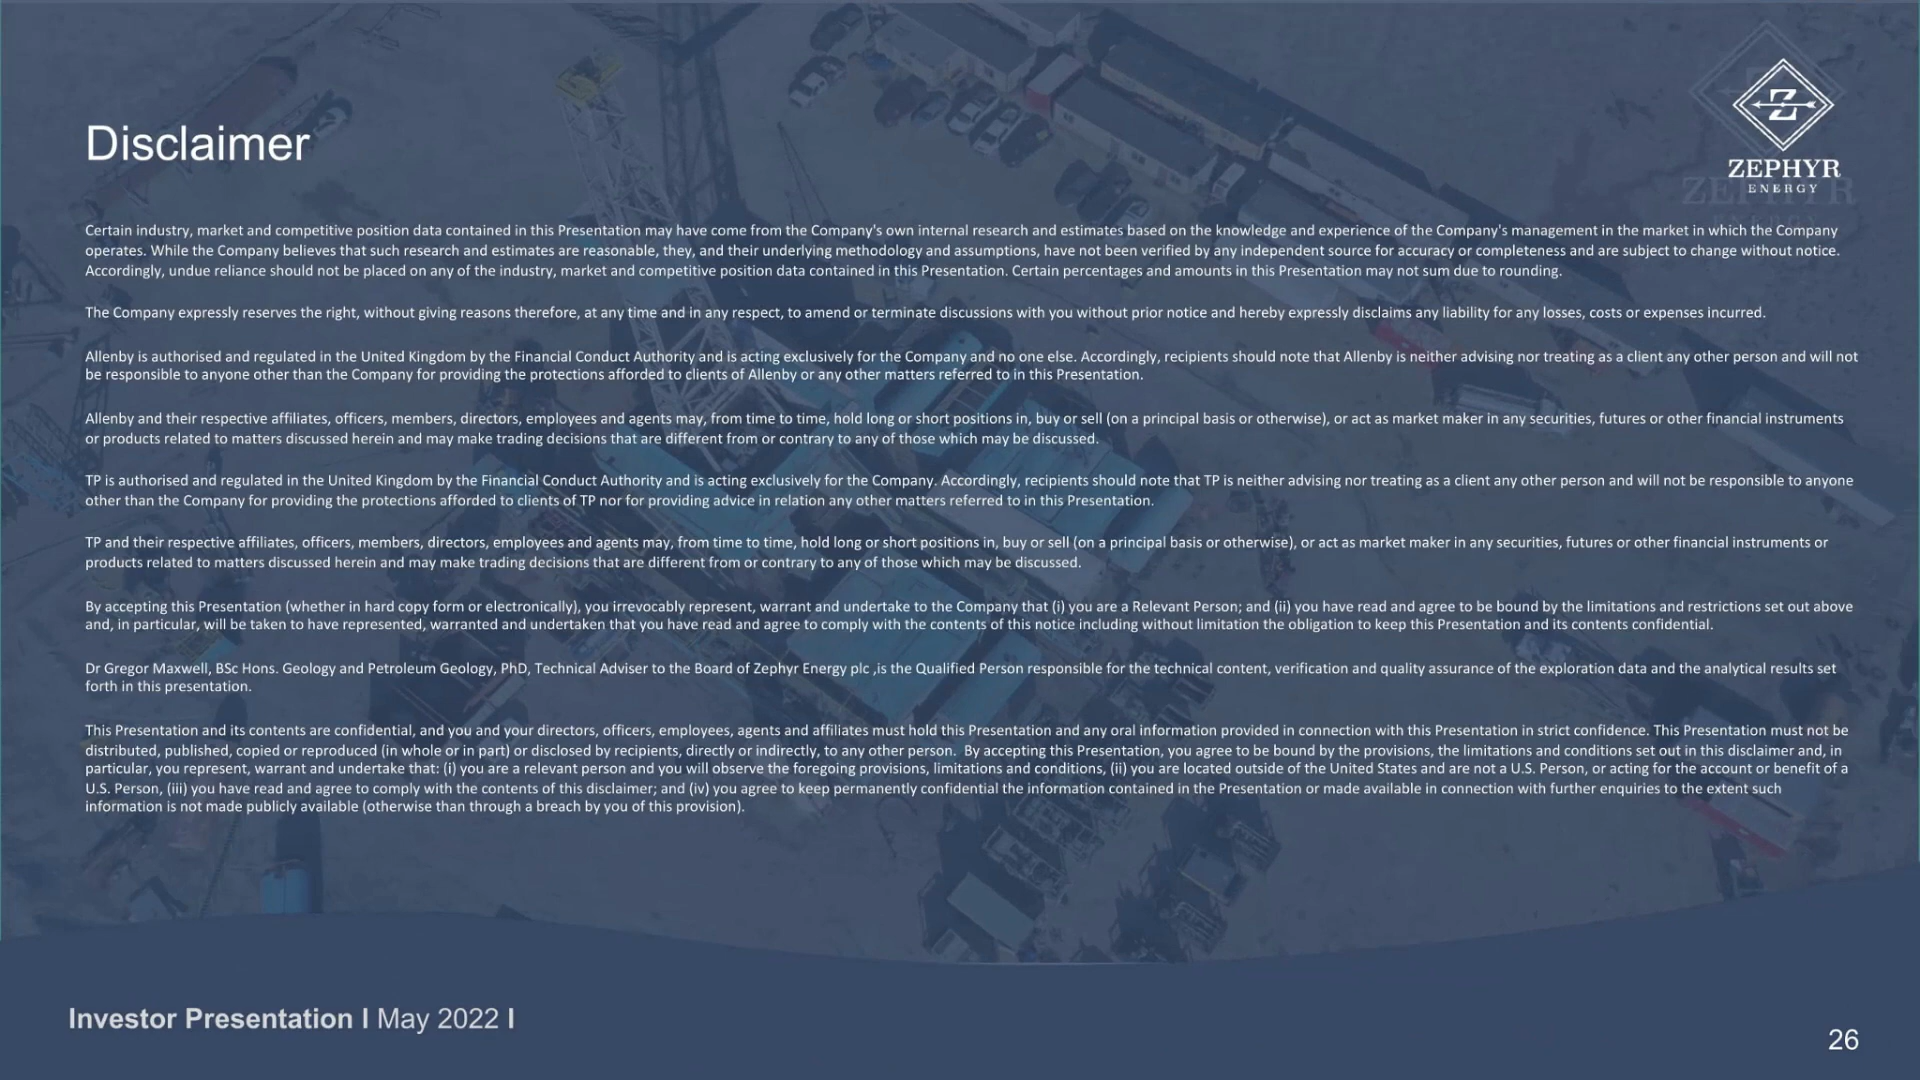 Disclaimer
ZEPHYR
ENERGY
Certain industry, market and competitive position data contained in this Presentation may have come from the Company's own internal research and estimates based on the knowledge and experience of the Company's management in the market in which the Company
operates. While the Company believes that such research and estimates are reasonable, they, and their underlying methodology and assumptions, have not been verified by any independent source for accuracy or completeness and are subject to change without notice.
Accordingly, undue reliance should not be placed on any of the industry, market and competitive position data contained in this Presentation. Certain percentages and amounts in this Presentation may not sum due to rounding.
The Company expressly reserves the right, without giving reasons therefore, at any time and in any respect, to amend or terminate discussions with you without prior notice and hereby expressly disclaims any liability for any losses, costs or expenses incurred.
Allenby is authorised and regulated in the United Kingdom by the Financial Conduct Authority and is acting exclusively for the Company and no one else. Accordingly, recipients should note that Allenby is neither advising nor treating as a client any other person and will not
be responsible to anyone other than the Company for providing the protections afforded to clients of Allenby or any other matters referred to in this Presentation.
Allenby and their respective affiliates, officers, members, directors, employees and agents may, from time to time, hold long or short positions in, buy or sell (on a principal basis or otherwise), or act as market maker in any securities, futures or other financial instruments
or products related to matters discussed herein and may make trading decisions that are different from or contrary to any of those which may be discussed.
TP is authorised and regulated in the United Kingdom by the Financial Conduct Authority and is acting exclusively for the Company. Accordingly, recipients should note that TP is neither advising nor treating as a client any other person and will not be responsible to anyone
other than the Company for providing the protections afforded to clients of TP nor for providing advice in relation any other matters referred to in this Presentation.
TP and their respective affiliates, officers, members, directors, employees and agents may, from time to time, hold long or short positions in, buy or sell (on a principal basis or otherwise), or act as market maker in any securities, futures or other financial instruments or
products related to matters discussed herein and may make trading decisions that are different from or contrary to any of those which may be discussed.
By accepting this Presentation (whether in hard copy form or electronically), you irrevocably represent, warrant and undertake to the Company that (i) you are a Relevant Person; and (ii) you have read and agree to be bound by the limitations and restrictions set out above
and, in particular, will be taken to have represented, warranted and undertaken that you have read and agree to comply with the contents of this notice including without limitation the obligation to keep this Presentation and its contents confidential.
Dr Gregor Maxwell, BSc Hons. Geology and Petroleum Geology, PhD, Technical Adviser to the Board of Zephyr Energy plc ,is the Qualified Person responsible for the technical content, verification and quality assurance of the exploration data and the analytical results set
forth in this presentation.
This Presentation and its contents are confidential, and you and your directors, officers, employees, agents and affiliates must hold this Presentation and any oral information provided in connection with this Presentation in strict confidence. This Presentation must not be
distributed, published, copied or reproduced (in whole or in part) or disclosed by recipients, directly or indirectly, to any other person. By accepting this Presentation, you agree to be bound by the provisions, the limitations and conditions set out in this disclaimer and, in
particular, you represent, warrant and undertake that: (i) you are a relevant person and you will observe the foregoing provisions, limitations and conditions, (ii) you are located outside of the United States and are not a U.S. Person, or acting for the account or benefit of a
U.S. Person, (iii) you have read and agree to comply with the contents of this disclaimer; and (iv) you agree to keep permanently confidential the information contained in the Presentation or made available in connection with further enquiries to the extent such
information is not made publicly available (otherwise than through a breach by you of this provision).
Investor Presentation I May 2022 I
26